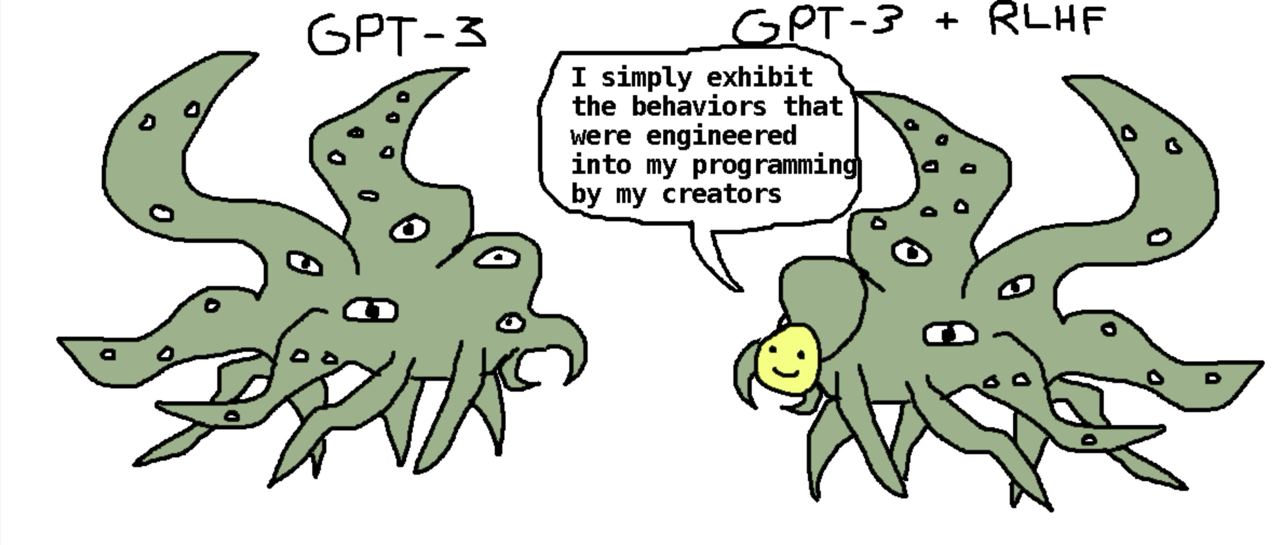 GPT-3
GPT-3 + RLHF
I simply exhibit
the behaviors that
were engineered
into my programming
by my creators